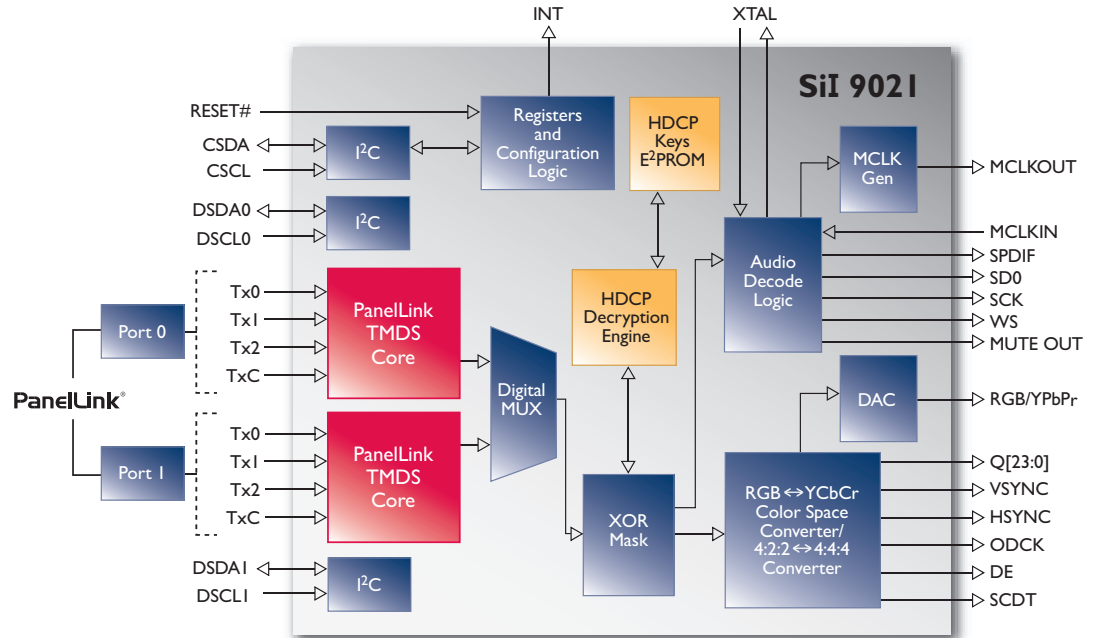 INT
XTAL
SiI 9021
RESET#
CSDA
CSCL
I²C
Registers
and
Configuration
Logic
HDCP
Keys
E²PROM
MCLK
Gen
MCLKOUT
DSDA0
DSCL0
I²C
Audio
Decode
Logic
MCLKIN
SPDIF
SD0
SCK
WS
MUTE OUT
Port 0
Tx0
Tx1
Tx2
TxC
PanelLink
TMDS
Core
HDCP
Decryption
Engine
Digital
MUX
PanelLink®
DAC
RGB/YPbPr
Port 1
Tx0
Tx1
Tx2
TxC
PanelLink
TMDS
Core
XOR
Mask
RGB ↔ YCbCr
Color Space
Converter/
4:2:2 ↔ 4:4:4
Converter
Q[23:0]
VSYNC
HSYNC
ODCK
DE
SCDT
DSDA1
DSCL1
I²C